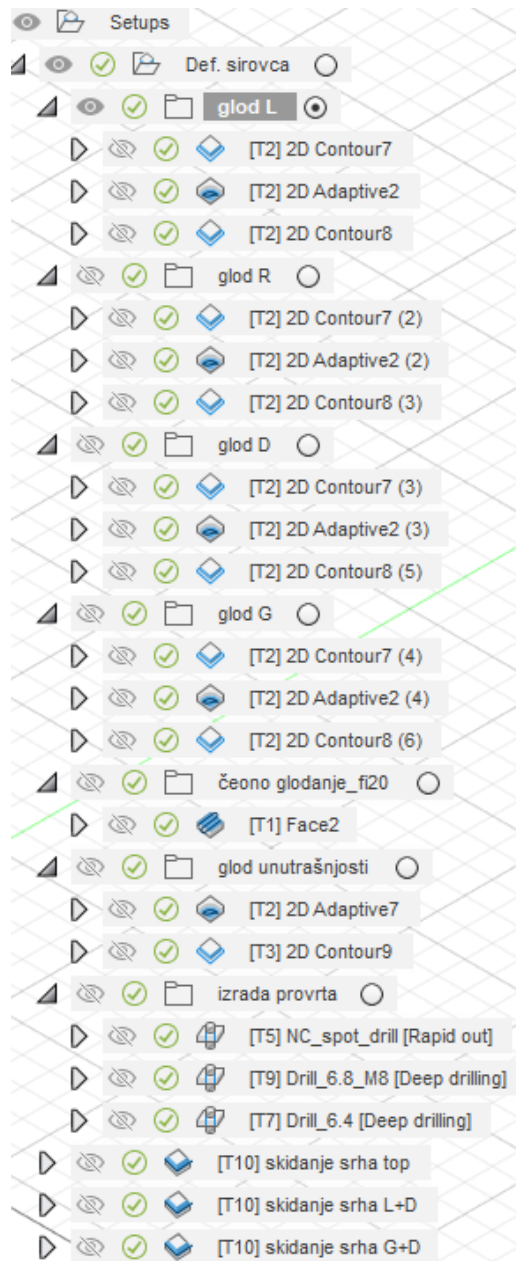 Setups
Def. sirovca
glod L
[T2] 2D Contour7
[T2] 2D Adaptive2
[T2] 2D Contour8
glod R
[T2] 2D Contour7 (2)
[T2] 2D Adaptive2 (2)
[T2] 2D Contour8 (3)
glod D
[T2] 2D Contour7 (3)
[T2] 2D Adaptive2 (3)
[T2] 2D Contour8 (5)
glod G
[T2] 2D Contour7 (4)
[T2] 2D Adaptive2 (4)
[T2] 2D Contour8 (6)
čeono glodanje_fi20
[T1] Face2
glod unutrašnjosti
[T2] 2D Adaptive7
[T3] 2D Contour9
izrada provrta
[T5] NC_spot_drill [Rapid out]
[T9] Drill_6.8_M8 [Deep drilling]
[T7] Drill_6.4 [Deep drilling]
[T10] skidanje srha top
[T10] skidanje srha L+D
[T10] skidanje srha G+D